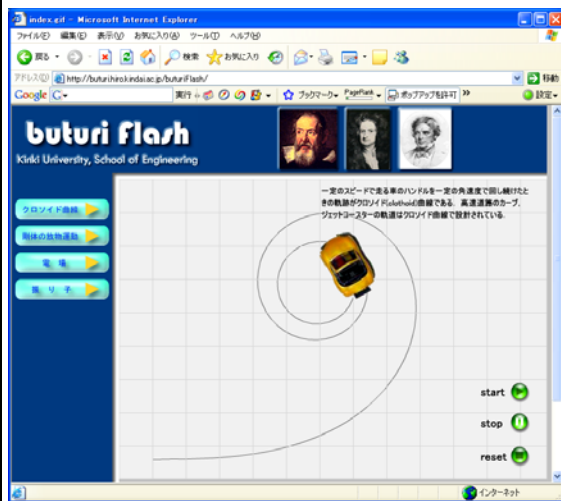 index.gif - Microsoft Internet Explorer
ファイル(F) 編集(E) 表示(V) お気に入り(A) ツール(T) ヘルプ(H)
戻る 検索 お気に入り
アドレス(D) http://buturi.hiro.kindai.ac.jp/buturiFlash/ 移動
Google G 実行 ブックマーク PageRank ポップアップを許可 設定
buturi Flash
Kinki University, School of Engineering
一定のスピードで走る車のハンドルを一定の角速度で回し続けたと
きの軌跡がクロソイド(clothoid)曲線である. 高速道路のカーブ,
ジェットコースターの軌道はクロソイド曲線で設計されている.
クロソイド曲線
剛体の放物運動
電 場
振 り 子
start
stop
reset
インターネット